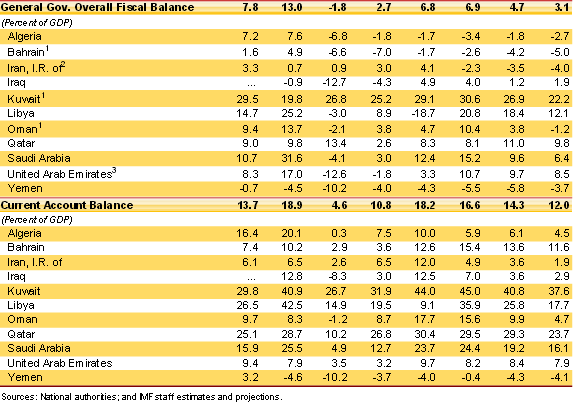 General Gov. Overall Fiscal Balance 7.8 13.0 -1.8 2.7 6.8 6.9 4.7 3.1
(Percent of GDP)
Algeria 7.2 7.6 -6.8 -1.8 -1.7 -3.4 -1.8 -2.7
Bahrain¹ 1.6 4.9 -6.6 -7.0 -1.7 -2.6 -4.2 -5.0
Iran, I.R. of² 3.3 0.7 0.9 3.0 4.1 -2.3 -3.5 -4.0
Iraq ... -0.9 -12.7 -4.3 4.9 4.0 1.2 1.9
Kuwait¹ 29.5 19.8 26.8 25.2 29.1 30.6 26.9 22.2
Libya 14.7 25.2 -3.0 8.9 -18.7 20.8 18.4 12.1
Oman¹ 9.4 13.7 -2.1 3.8 4.7 10.4 3.8 -1.2
Qatar 9.0 9.8 13.4 2.6 8.3 8.1 11.0 9.8
Saudi Arabia 10.7 31.6 -4.1 3.0 12.4 15.2 9.6 6.4
United Arab Emirates³ 8.3 17.0 -12.6 -1.8 3.3 10.7 9.7 8.5
Yemen -0.7 -4.5 -10.2 -4.0 -4.3 -5.5 -5.8 -3.7
Current Account Balance 13.7 18.9 4.6 10.8 18.2 16.6 14.3 12.0
(Percent of GDP)
Algeria 16.4 20.1 0.3 7.5 10.0 5.9 6.1 4.5
Bahrain 7.4 10.2 2.9 3.6 12.6 15.4 13.6 11.6
Iran, I.R. of 6.1 6.5 2.6 6.5 12.0 4.9 3.6 1.9
Iraq ... 12.8 -8.3 3.0 12.5 7.0 3.6 2.9
Kuwait 29.8 40.9 26.7 31.9 44.0 45.0 40.8 37.6
Libya 26.5 42.5 14.9 19.5 9.1 35.9 25.8 17.7
Oman 9.7 8.3 -1.2 8.7 17.7 15.6 9.9 4.7
Qatar 25.1 28.7 10.2 26.8 30.4 29.5 29.3 23.7
Saudi Arabia 15.9 25.5 4.9 12.7 23.7 24.4 19.2 16.1
United Arab Emirates 9.4 7.9 3.5 3.2 9.7 8.2 8.4 7.9
Yemen 3.2 -4.6 -10.2 -3.7 -4.0 -0.4 -4.3 -4.1
Sources: National authorities; and IMF staff estimates and projections.